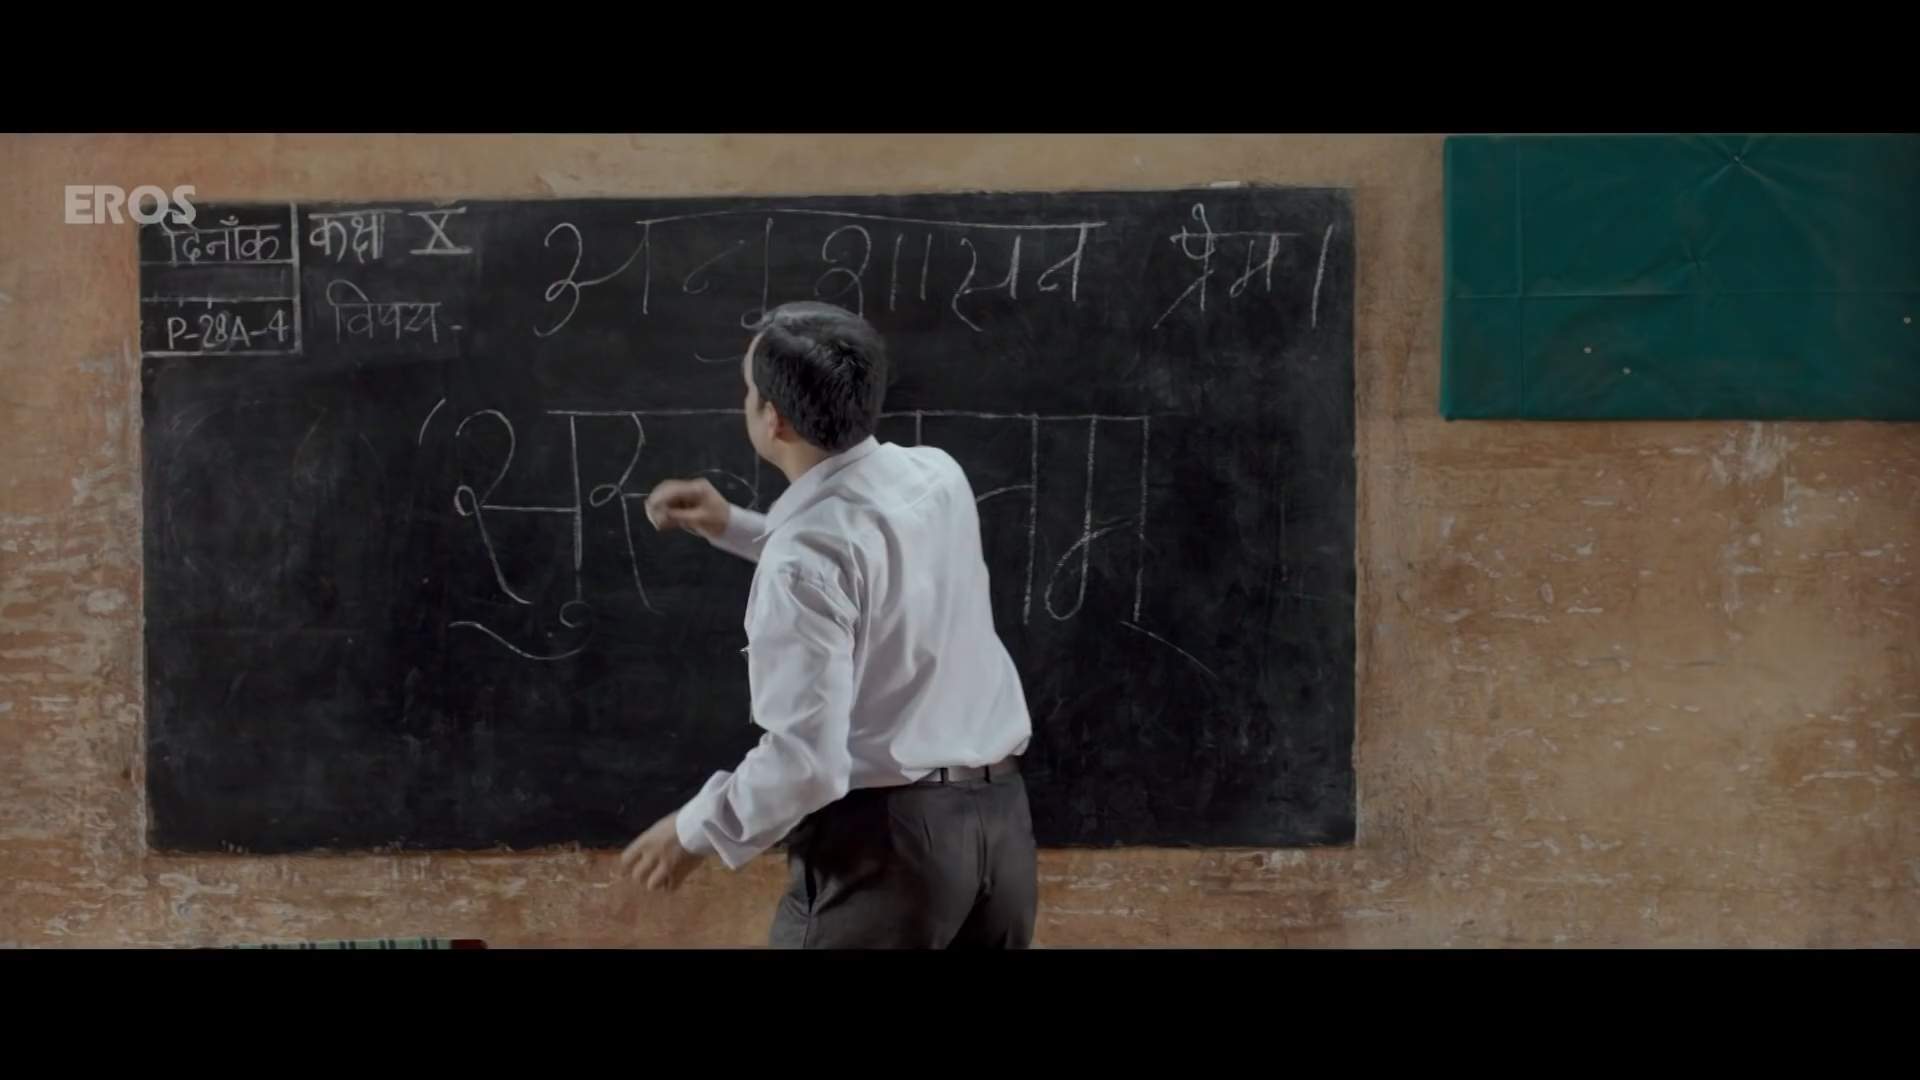 EROS
दिनाँक कक्षा X अनुशासन प्रेम।
P-28A-4 विषय-